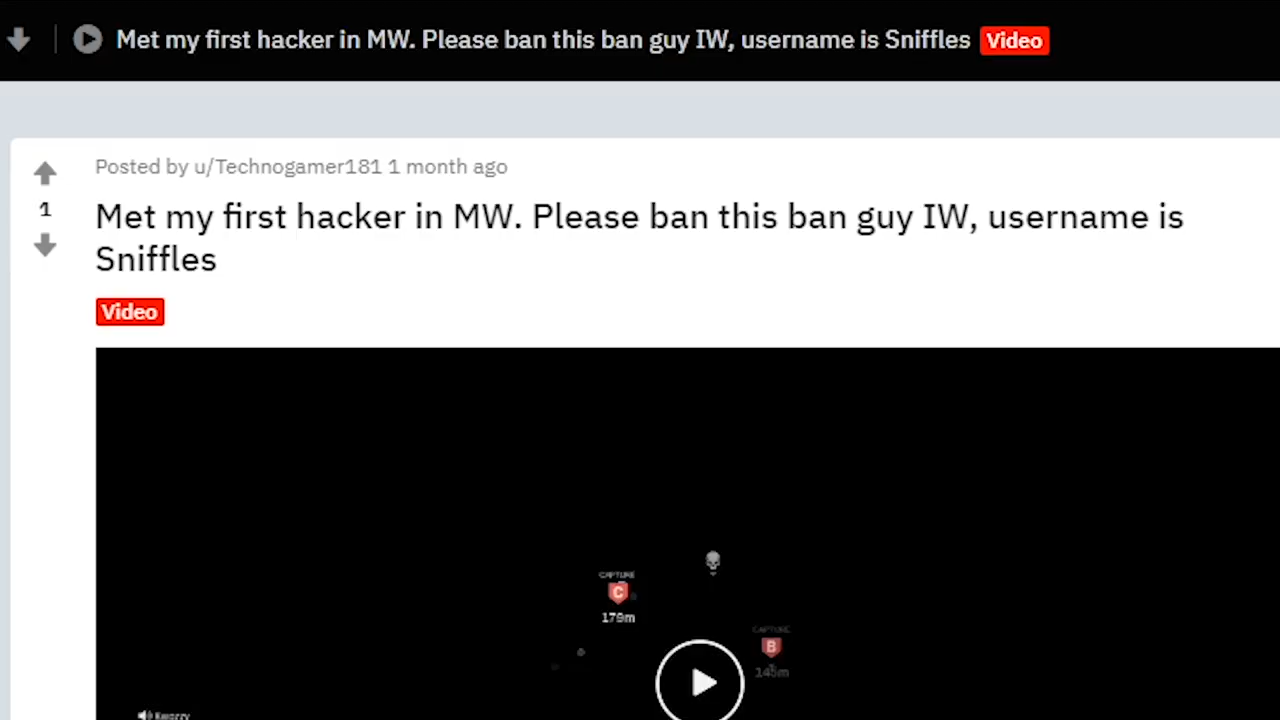 Met my first hacker in MW. Please ban this ban guy IW, username is Sniffles Video
Posted by u/Technogamer181 1 month ago
1
Met my first hacker in MW. Please ban this ban guy IW, username is
Sniffles
Video
CAPTURE
C
179m
CAPTURE
B
145m